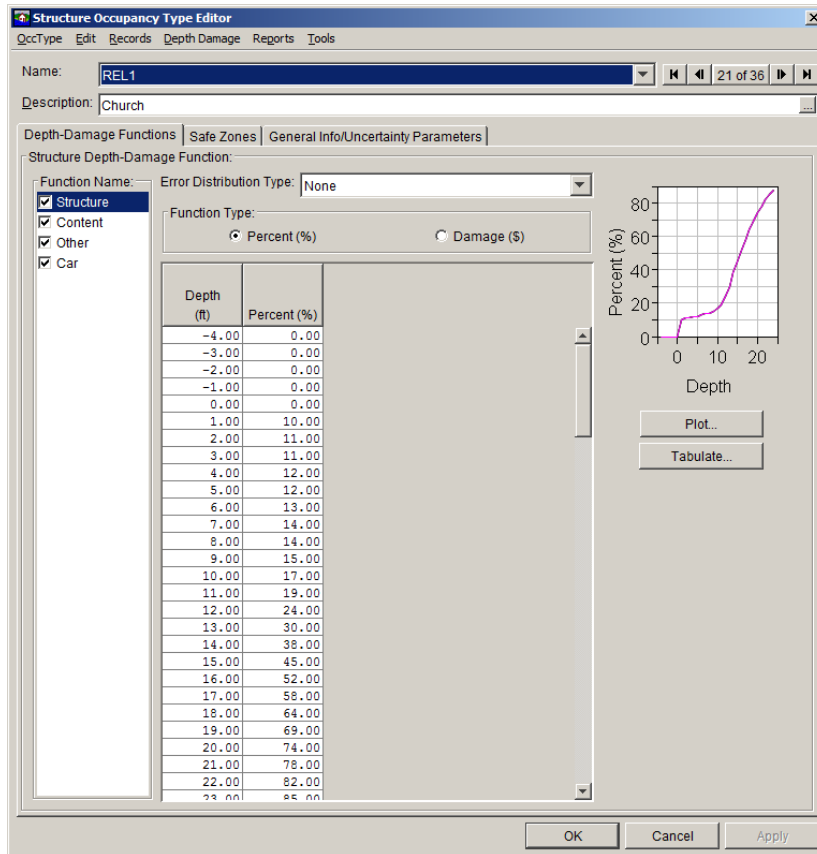 Structure Occupancy Type Editor
OccType Edit Records Depth Damage Reports Tools
Name: REL1 21 of 36
Description: Church ...
Depth-Damage Functions Safe Zones General Info/Uncertainty Parameters
Structure Depth-Damage Function:
Function Name:
Structure
Content
Other
Car
Error Distribution Type: None
Function Type:
Percent (%) Damage ($)
Depth (ft) Percent (%)
-4.00 0.00
-3.00 0.00
-2.00 0.00
-1.00 0.00
0.00 0.00
1.00 10.00
2.00 11.00
3.00 11.00
4.00 12.00
5.00 12.00
6.00 13.00
7.00 14.00
8.00 14.00
9.00 15.00
10.00 17.00
11.00 19.00
12.00 24.00
13.00 30.00
14.00 38.00
15.00 45.00
16.00 52.00
17.00 58.00
18.00 64.00
19.00 69.00
20.00 74.00
21.00 78.00
22.00 82.00
23.00 85.00
Percent (%)
80
60
40
20
0
0 10 20
Depth
Plot...
Tabulate...
OK Cancel Apply